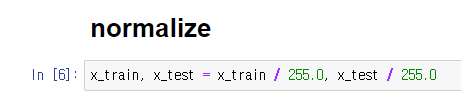 normalize
In [6]: x_train, x_test = x_train / 255.0, x_test / 255.0